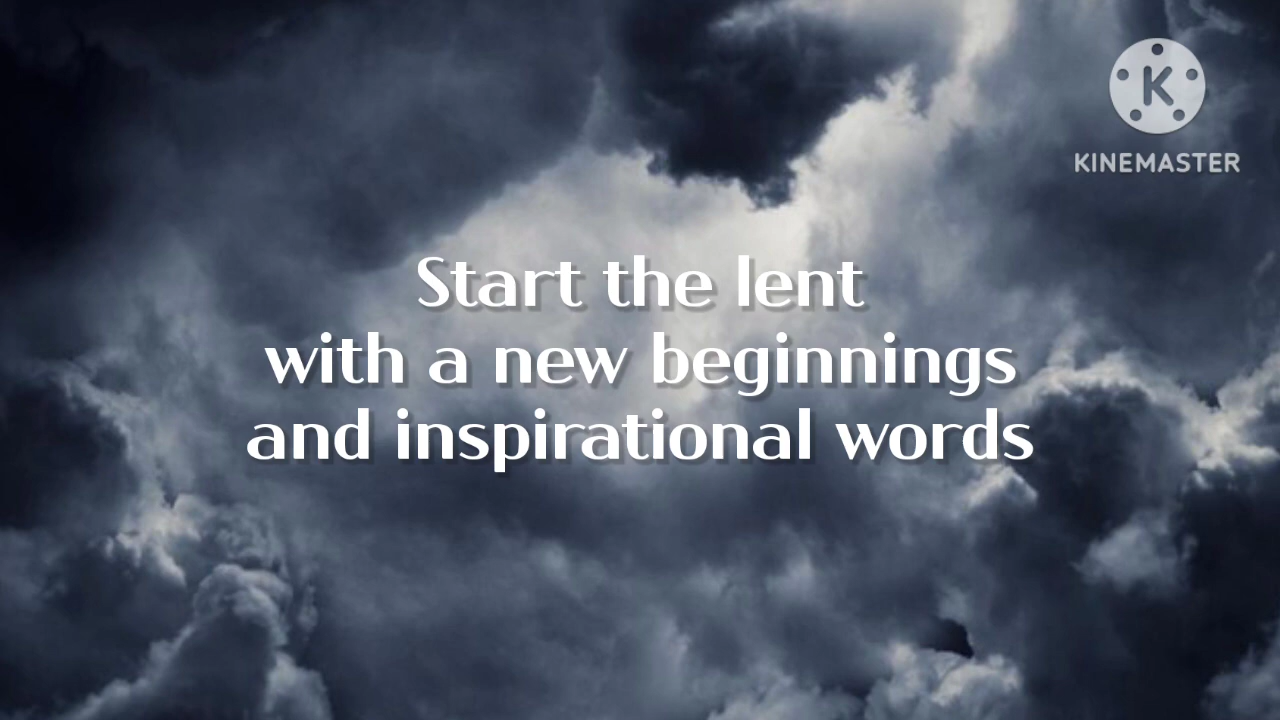 KINEMASTER
Start the lent
with a new beginnings
and inspirational words